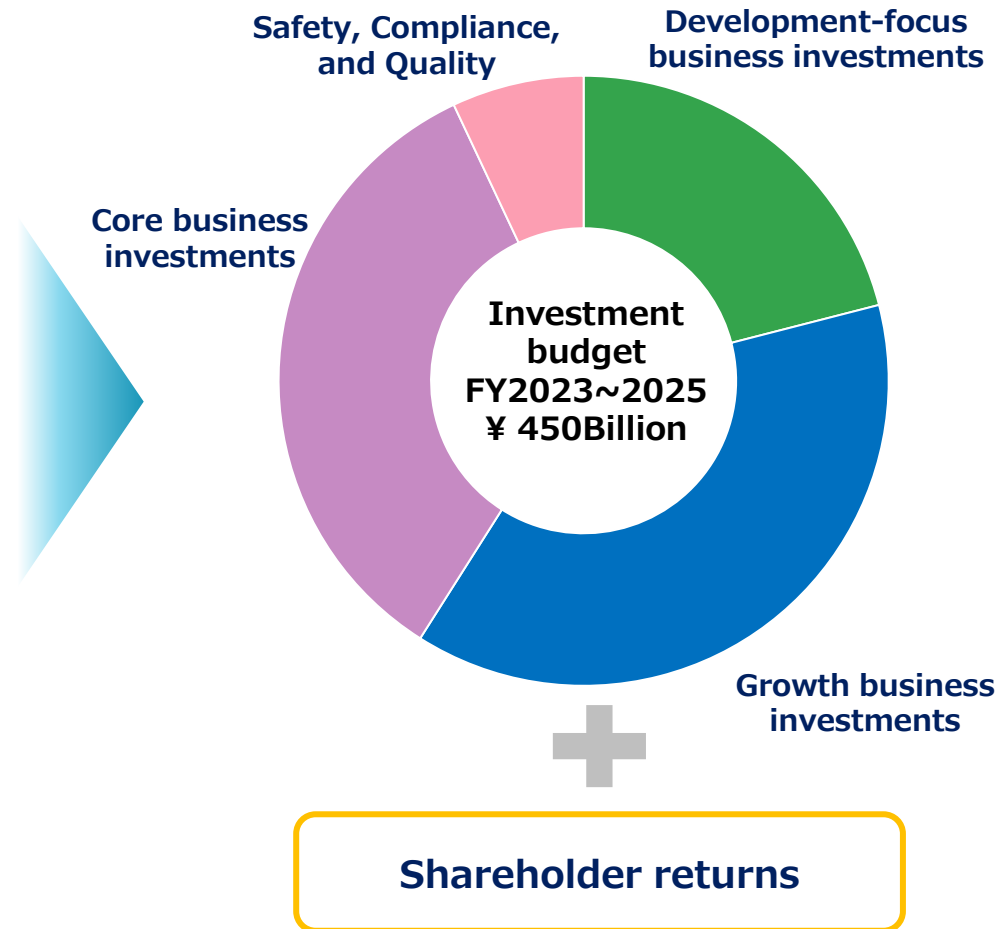 Safety, Compliance,
and Quality
Development-focus
business investments
Core business
investments
Investment
budget
FY2023~2025
¥ 450Billion
Growth business
investments
Shareholder returns